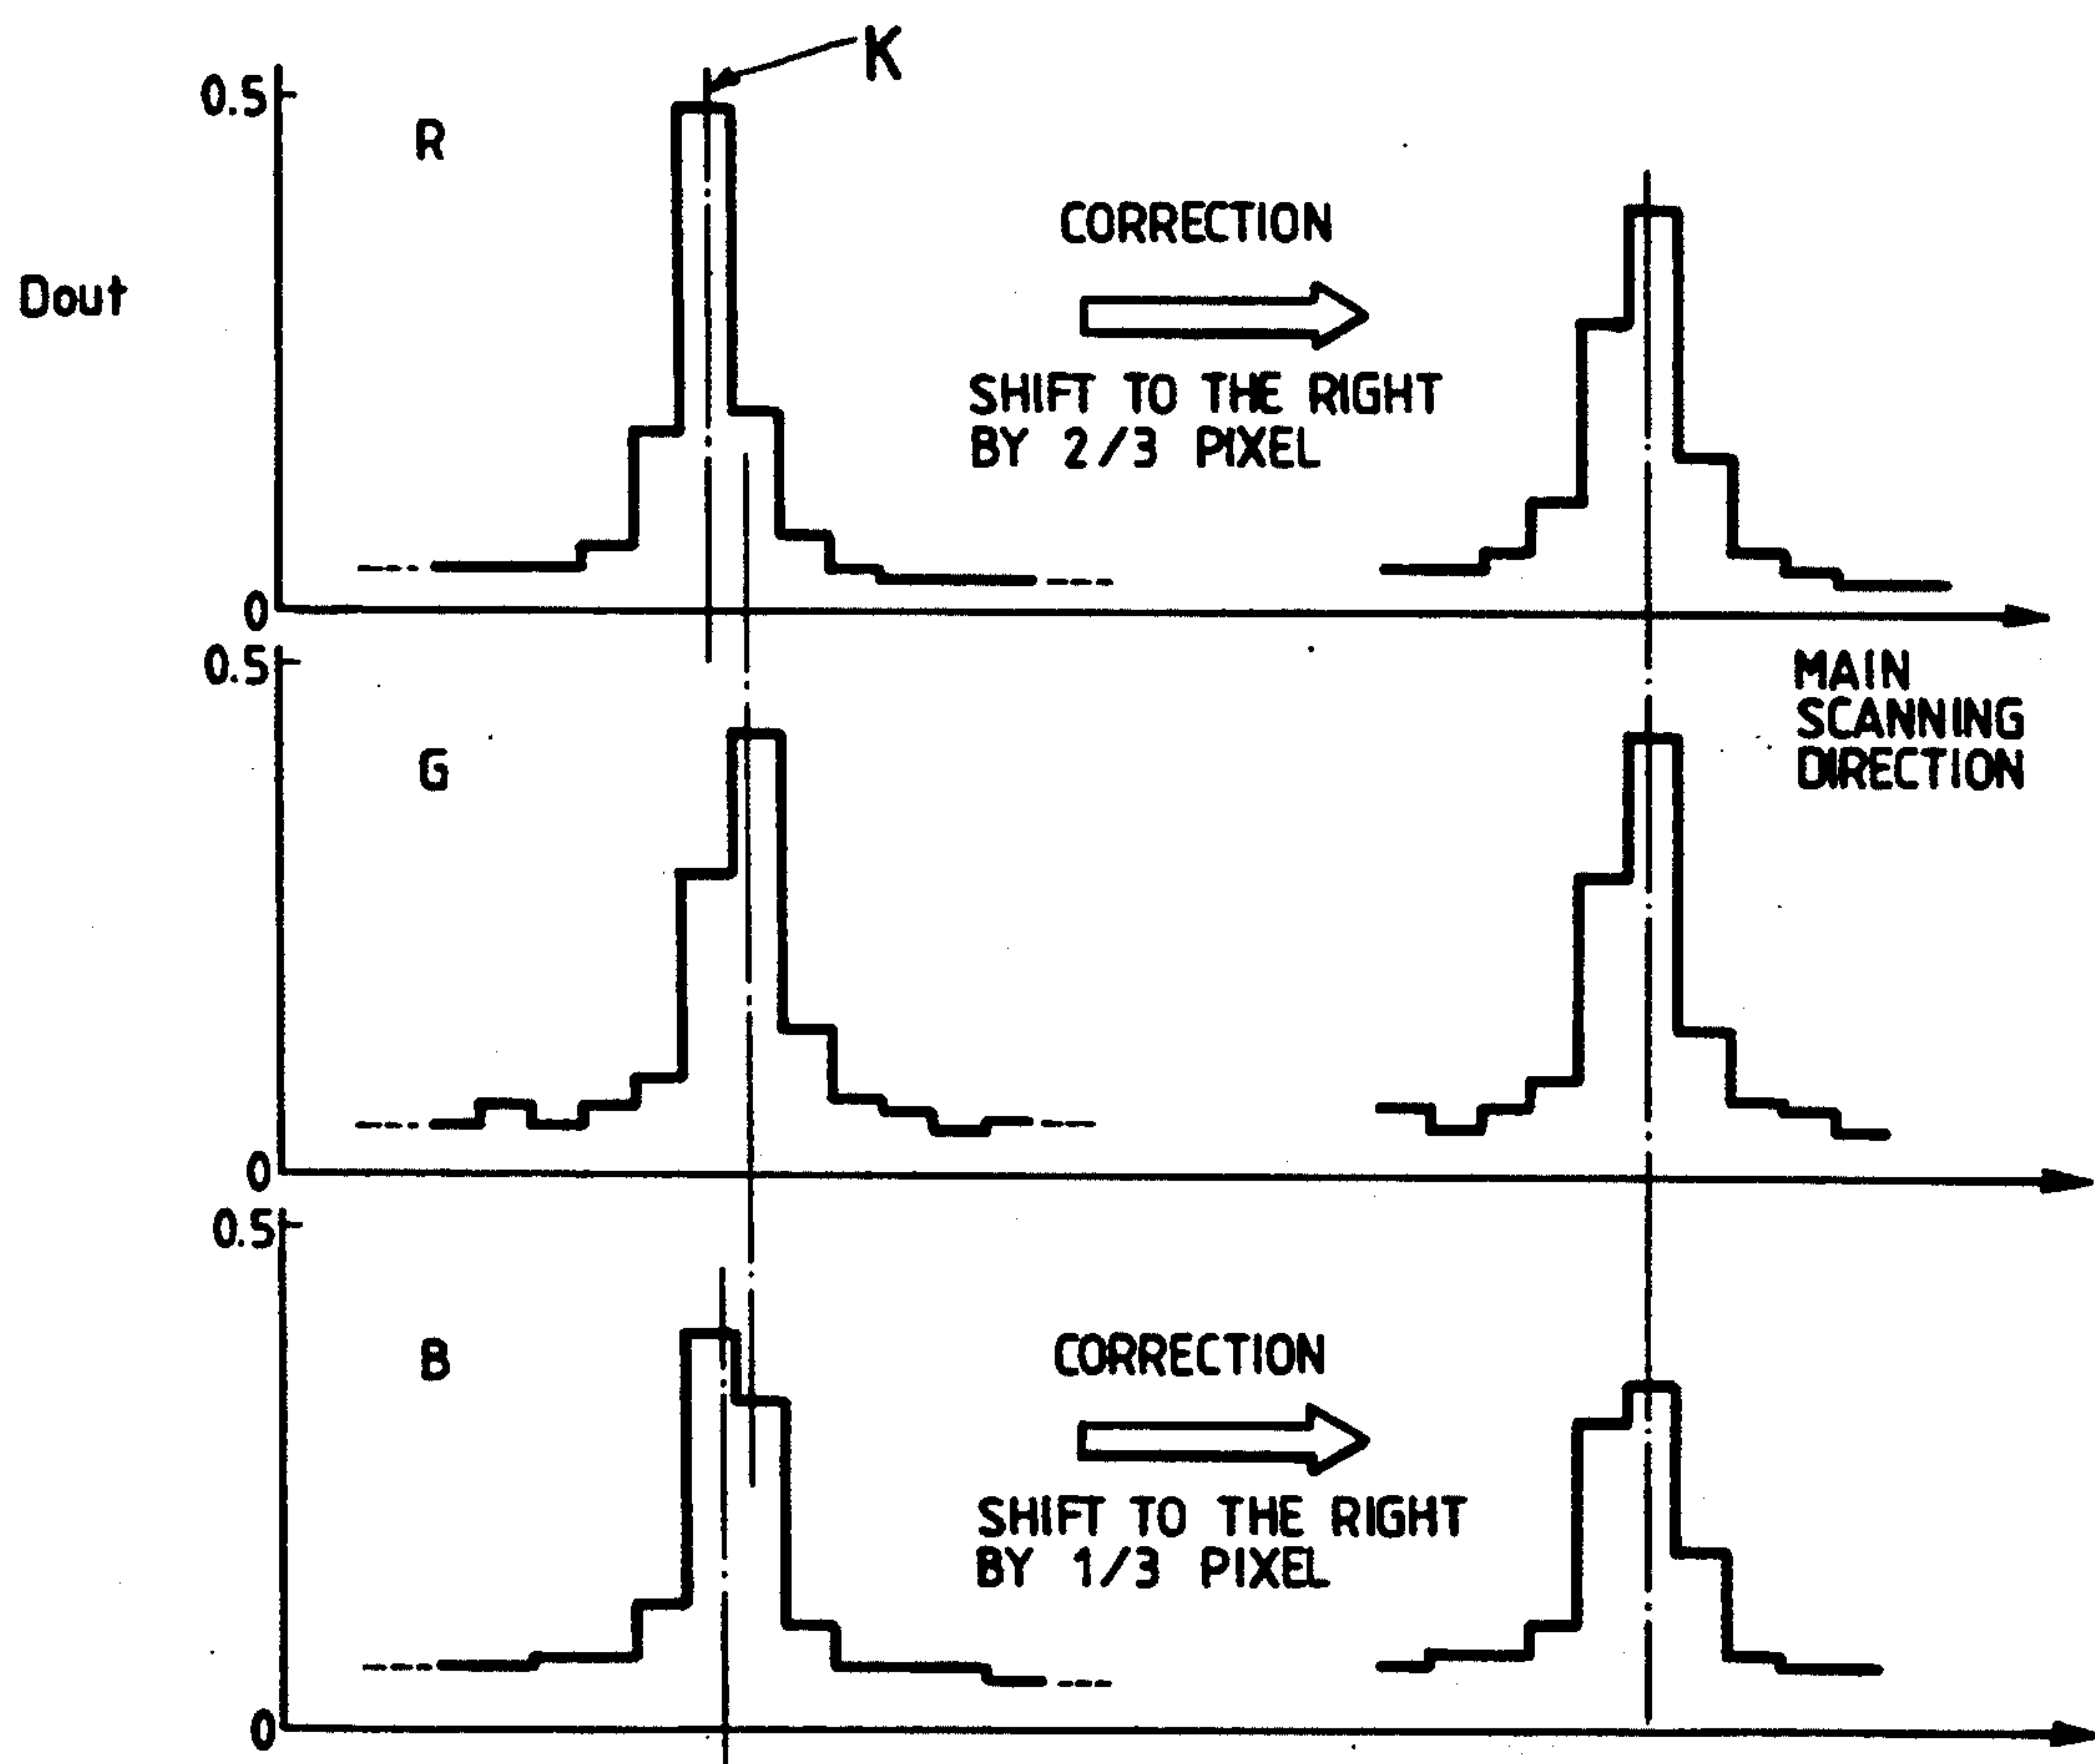 K
0.5
R
CORRECTION
Dout
SHIFT TO THE RIGHT
BY 2/3 PIXEL
0
0.5
MAIN
SCANNING
DIRECTION
G
0
0.5
B
CORRECTION
SHIFT TO THE RIGHT
BY 1/3 PIXEL
0